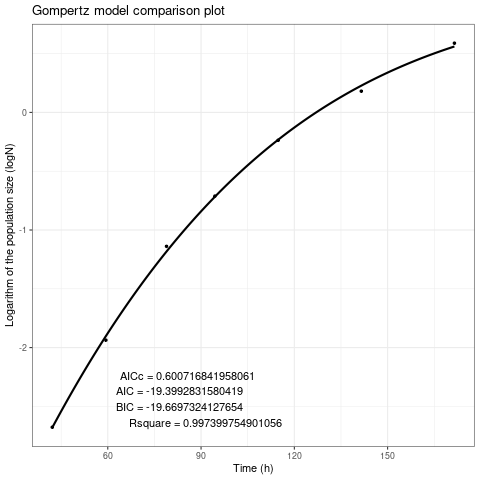 Gompertz model comparison plot
Logarithm of the population size (logN)
0
-1
-2
AICc = 0.600716841958061
AIC = -19.3992831580419
BIC = -19.6697324127654
Rsquare = 0.997399754901056
60
90
120
150
Time (h)